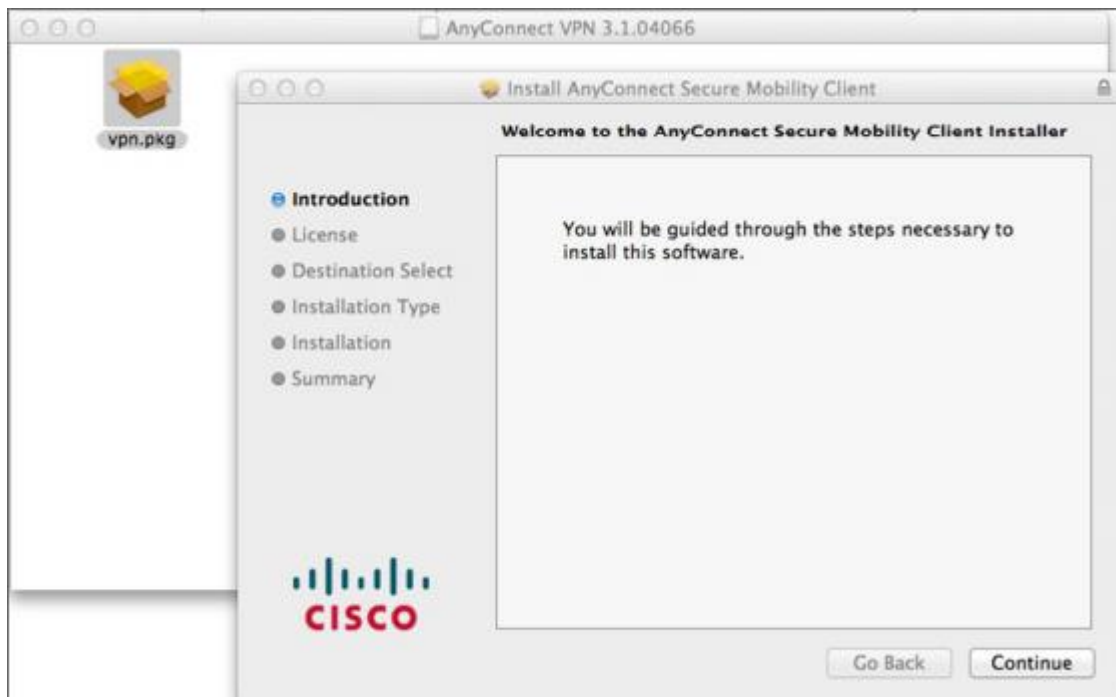 AnyConnect VPN 3.1.04066
vpn.pkg
Install AnyConnect Secure Mobility Client
Welcome to the AnyConnect Secure Mobility Client Installer
Introduction
License
Destination Select
Installation Type
Installation
Summary
You will be guided through the steps necessary to
install this software.
CISCO
Go Back
Continue